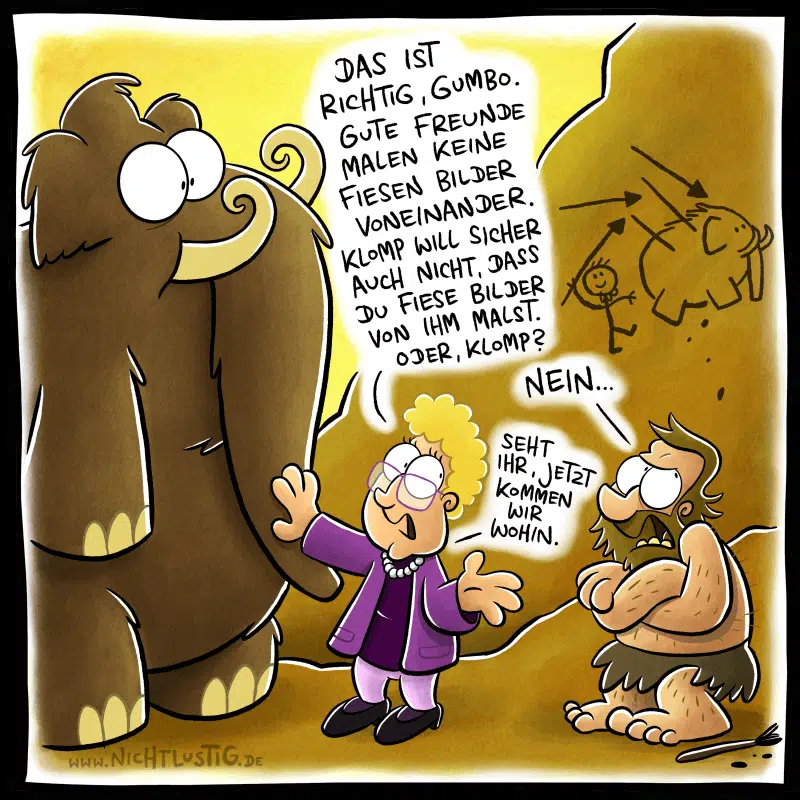 DAS IST
RICHTIG, GUMBO.
GUTE FREUNDE
MALEN KEINE
FIESEN BILDER
VONEINANDER.
KLOMP WILL SICHER
AUCH NICHT, DASS
DU FIESE BILDER
VON IHM MALST.
ODER, KLOMP?
NEIN...
SEHT
IHR, JETZT
KOMMEN
WIR
WOHIN.
WWW.NICHTLUSTIG.DE